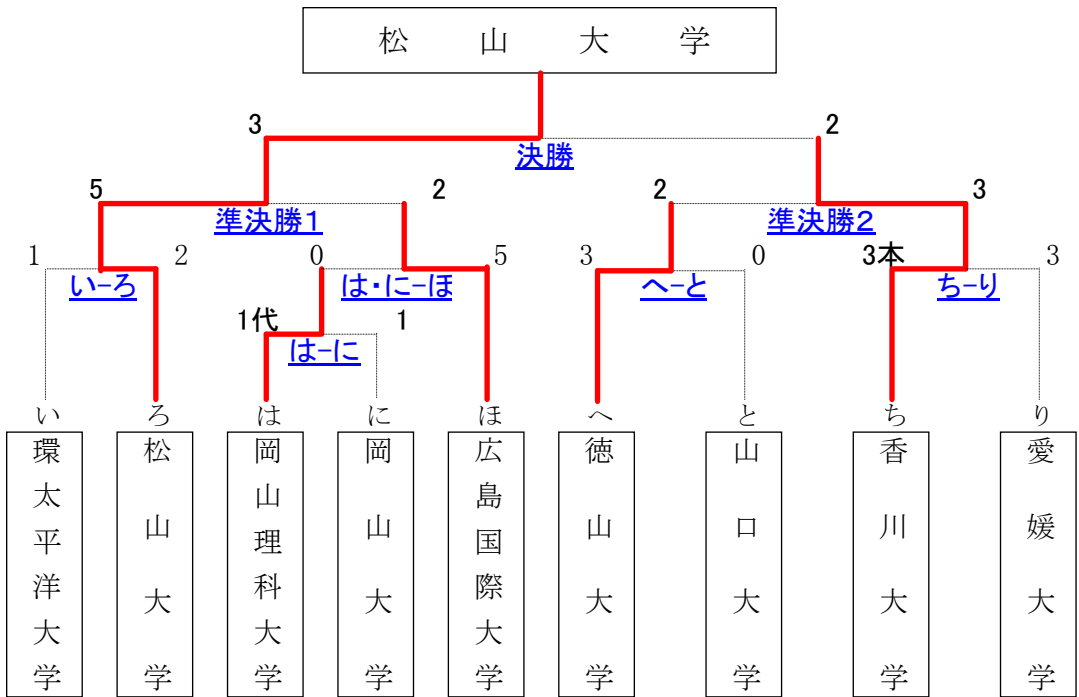 松山大学
3 2
決勝
5 2 2 3
準決勝1 準決勝2
1 2 0 5 3 0 3本 3
い-ろ は・に-ほ へ-と ち-り
1代 1
は-に
い ろ は に ほ へ と ち り
環太平洋大学
松山大学
岡山理科大学
岡山大学
広島国際大学
徳山大学
山口大学
香川大学
愛媛大学